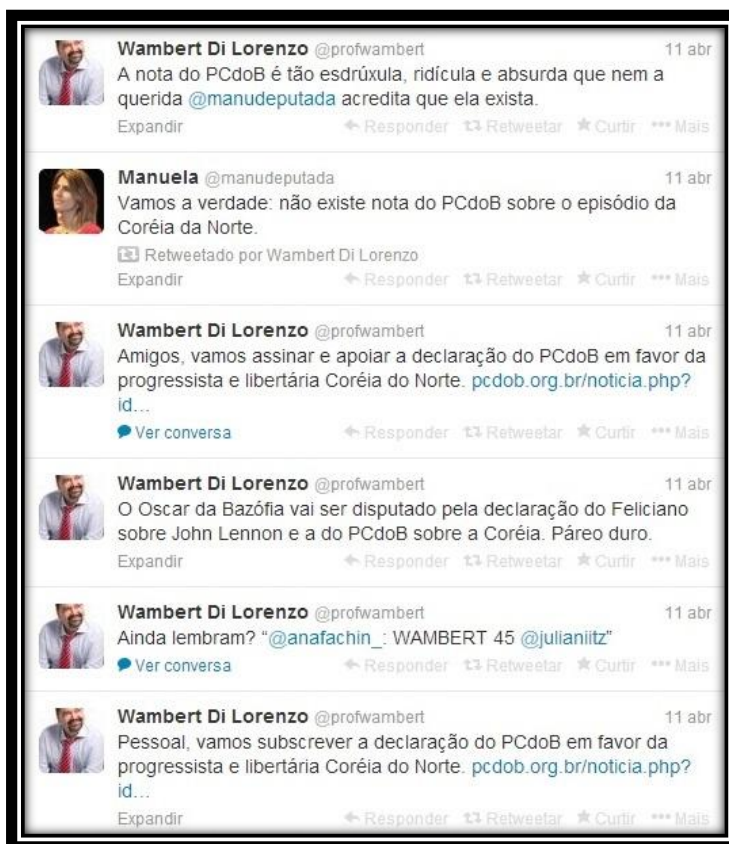 Wambert Di Lorenzo @profwambert 11 abr
A nota do PCdoB é tão esdrúxula, ridícula e absurda que nem a
querida @manudeputada acredita que ela exista.
Expandir Responder Retweetar Curtir Mais
Manuela @manudeputada 11 abr
Vamos a verdade: não existe nota do PCdoB sobre o episódio da
Coréia da Norte.
Retweetado por Wambert Di Lorenzo
Expandir Responder Retweetar Curtir Mais
Wambert Di Lorenzo @profwambert 11 abr
Amigos, vamos assinar e apoiar a declaração do PCdoB em favor da
progressista e libertária Coréia do Norte. pcdob.org.br/noticia.php?
id...
Ver conversa Responder Retweetar Curtir Mais
Wambert Di Lorenzo @profwambert 11 abr
O Oscar da Bazófia vai ser disputado pela declaração do Feliciano
sobre John Lennon e a do PCdoB sobre a Coréia. Páreo duro.
Expandir Responder Retweetar Curtir Mais
Wambert Di Lorenzo @profwambert 11 abr
Ainda lembram? “@anafachin_: WAMBERT 45 @julianiitz”
Ver conversa Responder Retweetar Curtir Mais
Wambert Di Lorenzo @profwambert 11 abr
Pessoal, vamos subscrever a declaração do PCdoB em favor da
progressista e libertária Coréia do Norte. pcdob.org.br/noticia.php?
id...
Expandir Responder Retweetar Curtir Mais